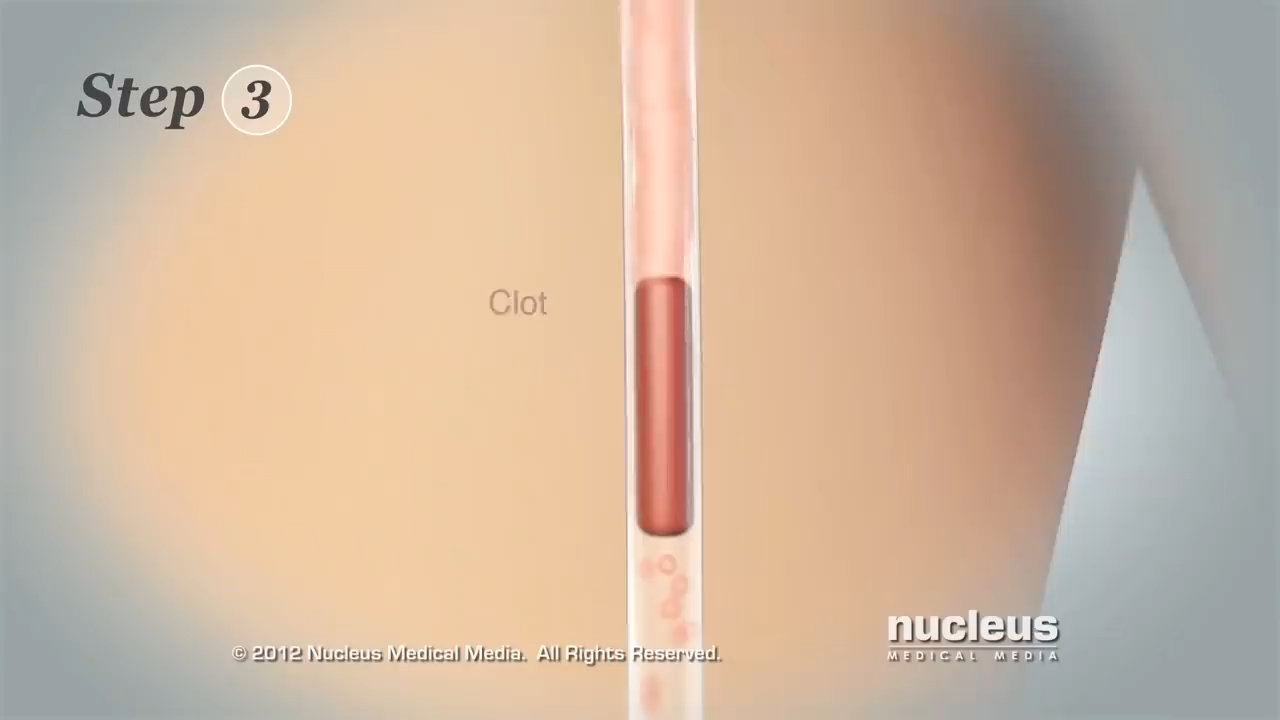 Step 3
Clot
nucleus
MEDICAL MEDIA
© 2012 Nucleus Medical Media. All Rights Reserved.